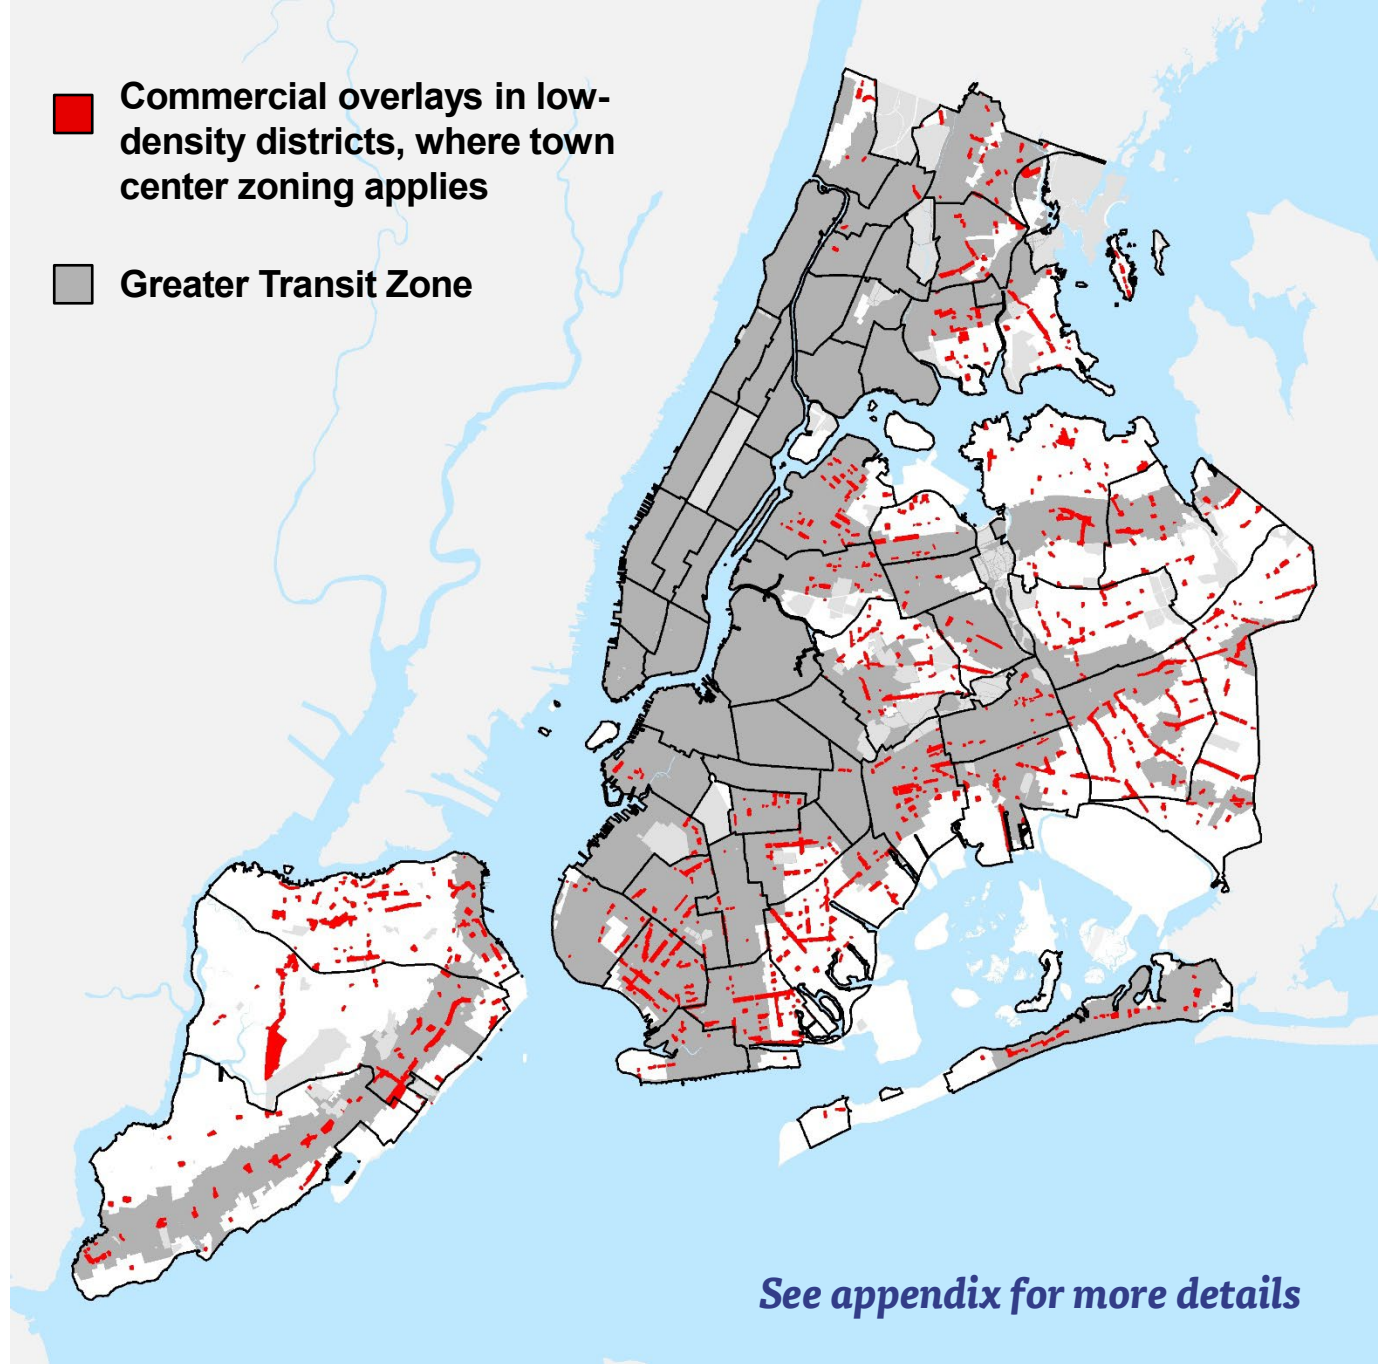 Commercial overlays in low-
density districts, where town
center zoning applies
Greater Transit Zone
See appendix for more details